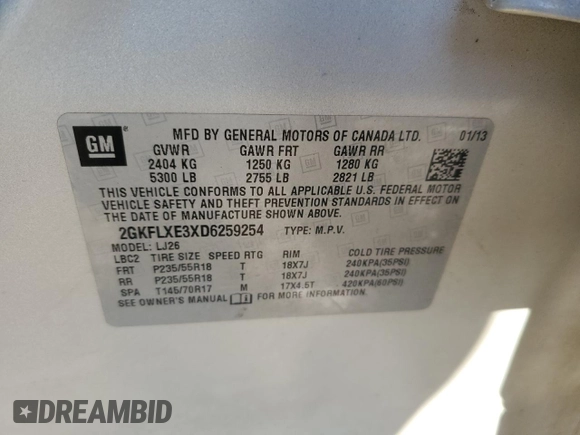 GM
MFD BY GENERAL MOTORS OF CANADA LTD. 01/13
GVWR GAWR FRT GAWR RR
2404 KG 1250 KG 1280 KG
5300 LB 2755 LB 2821 LB
THIS VEHICLE CONFORMS TO ALL APPLICABLE U.S. FEDERAL MOTOR
VEHICLE SAFETY AND THEFT PREVENTION STANDARDS IN EFFECT ON
THE DATE OF MANUFACTURE SHOWN ABOVE.
2GKFLXE3XD6259254 TYPE: M.P.V.
MODEL: LJ26
LBC2 TIRE SIZE SPEED RTG RIM COLD TIRE PRESSURE
FRT P235/55R18 T 18X7J 240KPA(35PSI)
RR P235/55R18 T 18X7J 240KPA(35PSI)
SPA T145/70R17 M 17X4.5T 420KPA(60PSI)
SEE OWNER'S MANUAL
DREAMBID